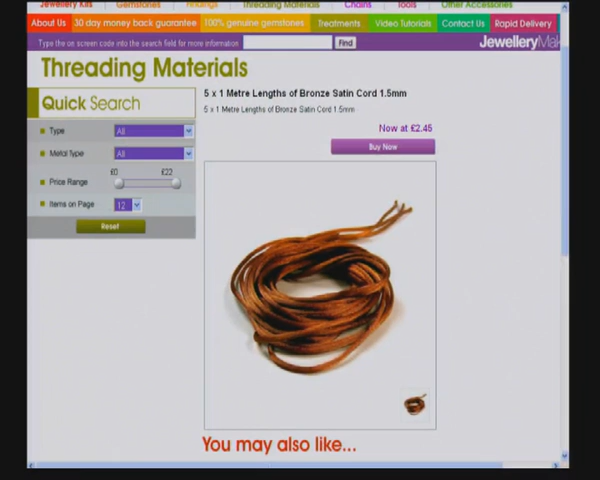 Jewellery Kits Gemstones Findings Threading Materials Chains Tools Other Accessories
About Us 30 day money back guarantee 100% genuine gemstones Treatments Video Tutorials Contact Us Rapid Delivery
Type the on screen code into the search field for more information Find JewelleryMak
Threading Materials
Quick Search
Type All
Metal Type All
Price Range £0 £22
Items on Page 12
Reset
5 x 1 Metre Lengths of Bronze Satin Cord 1.5mm
5 x 1 Metre Lengths of Bronze Satin Cord 1.5mm
Now at £2.45
Buy Now
You may also like...